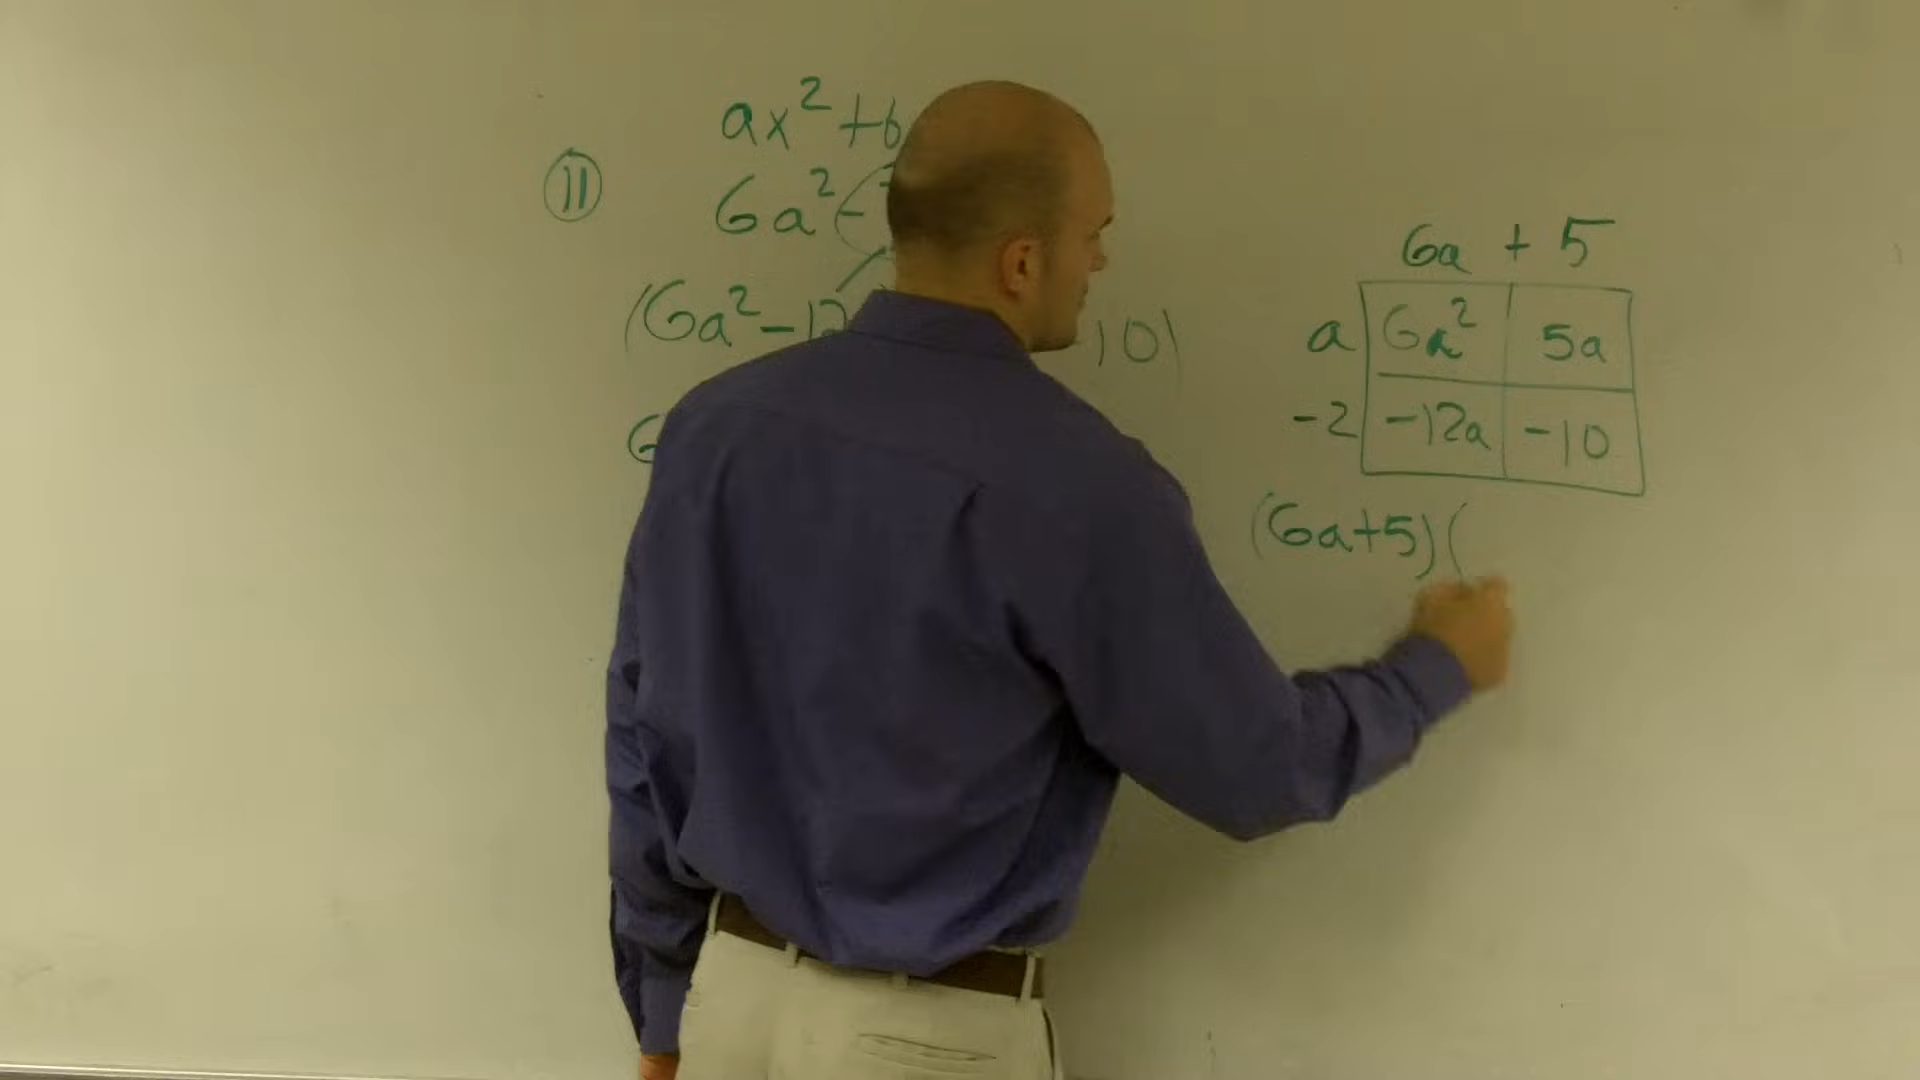 ax² + b
11
6a² -
(6a² - 12
10)
6
6a + 5
a 6a² 5a
-2 -12a -10
(6a+5)(